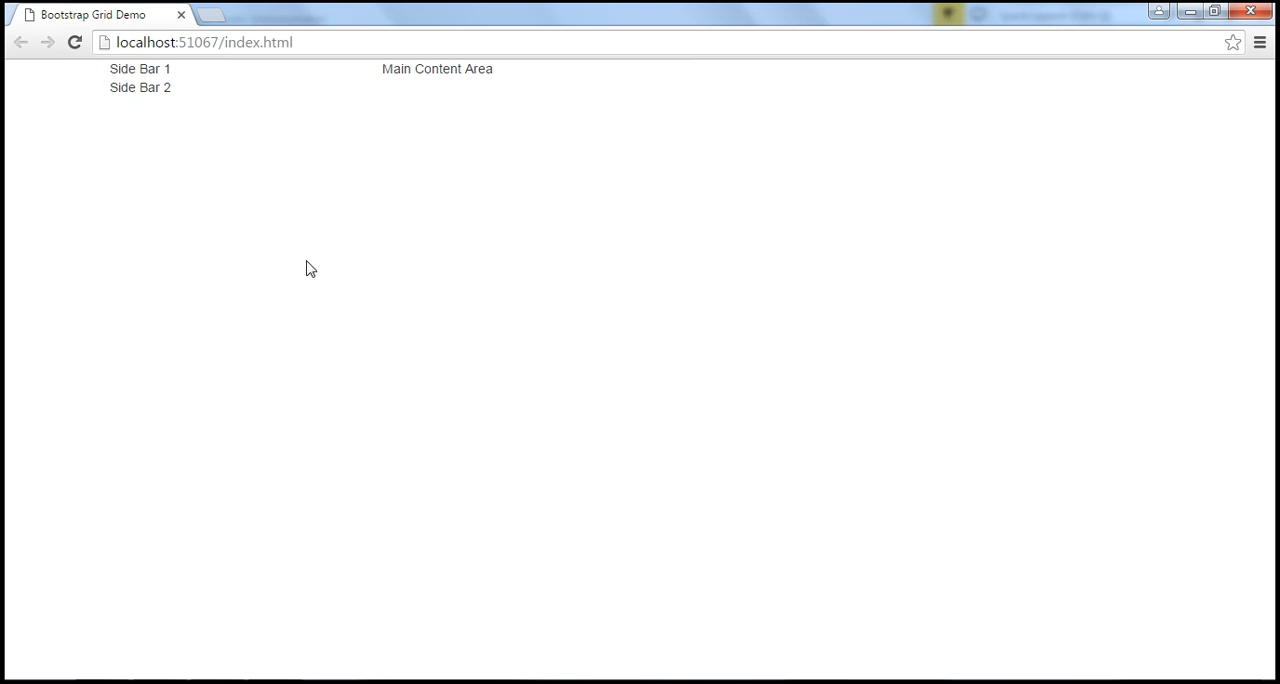 Bootstrap Grid Demo
localhost:51067/index.html
Side Bar 1
Side Bar 2
Main Content Area